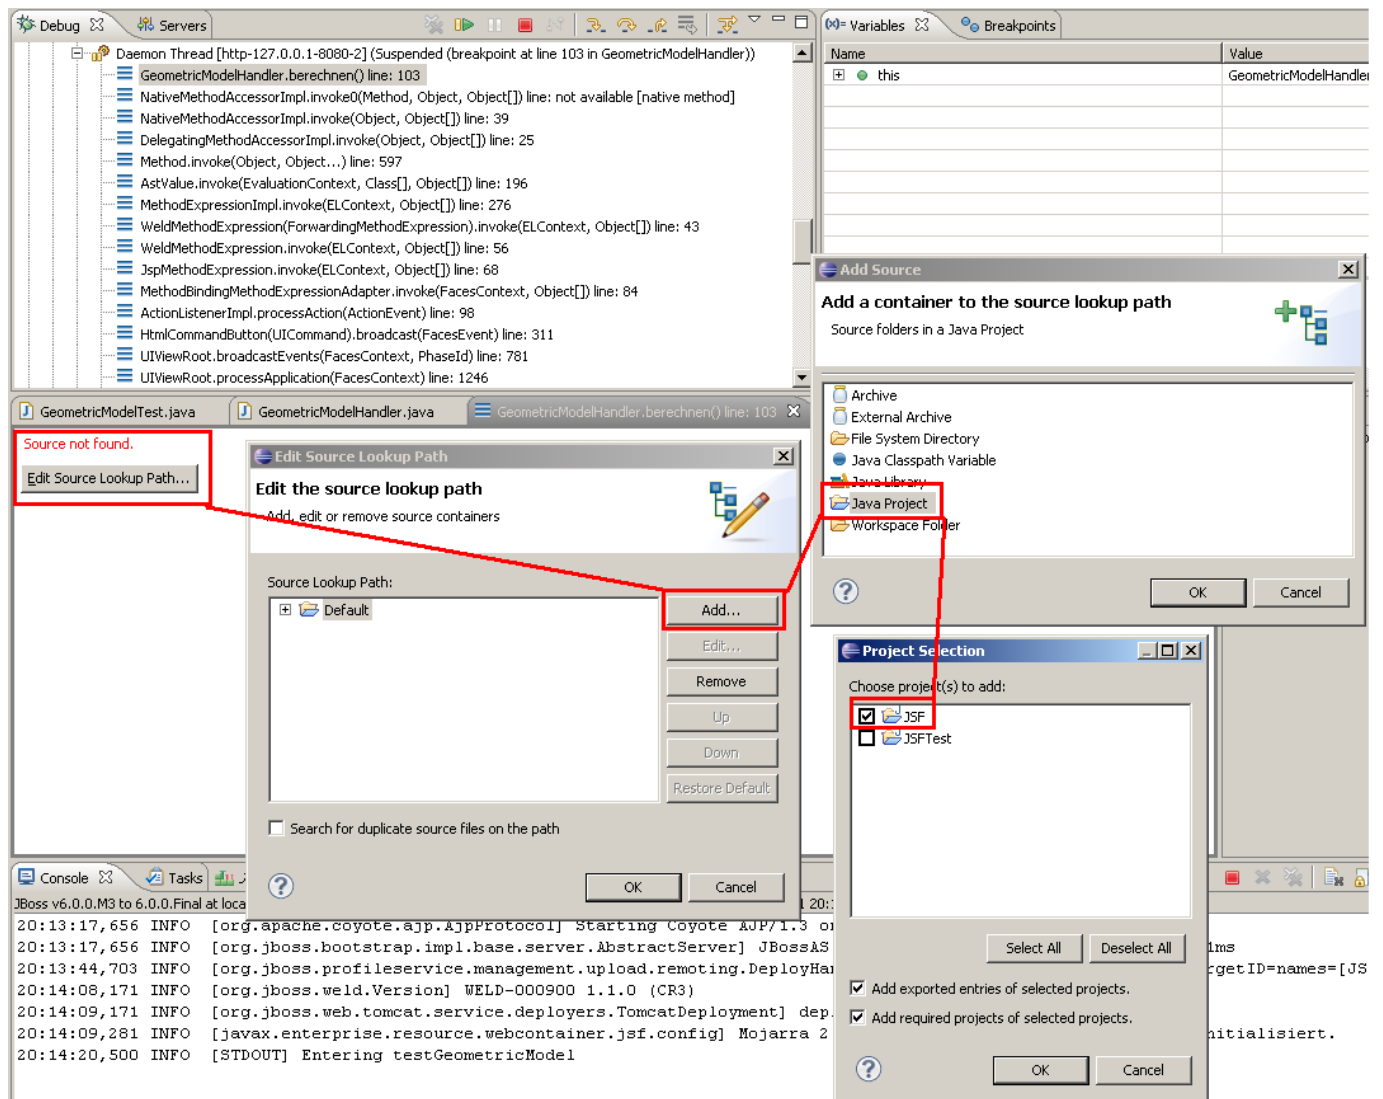 Debug
Servers
Daemon Thread [http-127.0.0.1-8080-2] (Suspended (breakpoint at line 103 in GeometricModelHandler))
GeometricModelHandler.berechnen() line: 103
NativeMethodAccessorImpl.invoke0(Method, Object, Object[]) line: not available [native method]
NativeMethodAccessorImpl.invoke(Object, Object[]) line: 39
DelegatingMethodAccessorImpl.invoke(Object, Object[]) line: 25
Method.invoke(Object, Object...) line: 597
AstValue.invoke(EvaluationContext, Class[], Object[]) line: 196
MethodExpressionImpl.invoke(ELContext, Object[]) line: 276
WeldMethodExpression(ForwardingMethodExpression).invoke(ELContext, Object[]) line: 43
WeldMethodExpression.invoke(ELContext, Object[]) line: 56
JspMethodExpression.invoke(ELContext, Object[]) line: 68
MethodBindingMethodExpressionAdapter.invoke(FacesContext, Object[]) line: 84
ActionListenerImpl.processAction(ActionEvent) line: 98
HtmlCommandButton(UICommand).broadcast(FacesEvent) line: 311
UIViewRoot.broadcastEvents(FacesContext, PhaseId) line: 781
UIViewRoot.processApplication(FacesContext) line: 1246
(x)= Variables
Breakpoints
Name
Value
this
GeometricModelHandler
Add Source
Add a container to the source lookup path
Source folders in a Java Project
Archive
External Archive
File System Directory
Java Classpath Variable
Java Library
Java Project
Workspace Folder
OK
Cancel
GeometricModelTest.java
GeometricModelHandler.java
GeometricModelHandler.berechnen() line: 103
Source not found.
Edit Source Lookup Path...
Edit Source Lookup Path
Edit the source lookup path
Add, edit or remove source containers
Source Lookup Path:
Default
Add...
Edit...
Remove
Up
Down
Restore Default
Search for duplicate source files on the path
OK
Cancel
Project Selection
Choose project(s) to add:
JSF
JSFTest
Select All
Deselect All
Add exported entries of selected projects.
Add required projects of selected projects.
OK
Cancel
Console
Tasks
JBoss v6.0.0.M3 to 6.0.0.Final at loca
1 20:
20:13:17,656 INFO [org.apache.coyote.ajp.AjpProtocol] Starting Coyote AJP/1.3 on
20:13:17,656 INFO [org.jboss.bootstrap.impl.base.server.AbstractServer] JBossAS 1ms
20:13:44,703 INFO [org.jboss.profileservice.management.upload.remoting.DeployHan rgetID=names=[JS
20:14:08,171 INFO [org.jboss.weld.Version] WELD-000900 1.1.0 (CR3)
20:14:09,171 INFO [org.jboss.web.tomcat.service.deployers.TomcatDeployment] dep
20:14:09,281 INFO [javax.enterprise.resource.webcontainer.jsf.config] Mojarra 2 nitialisiert.
20:14:20,500 INFO [STDOUT] Entering testGeometricModel